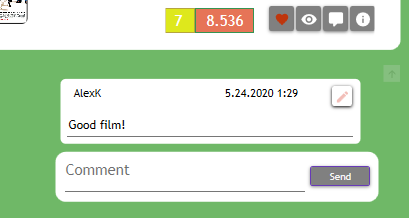 7 8.536
AlexK 5.24.2020 1:29
Good film!
Comment
Send